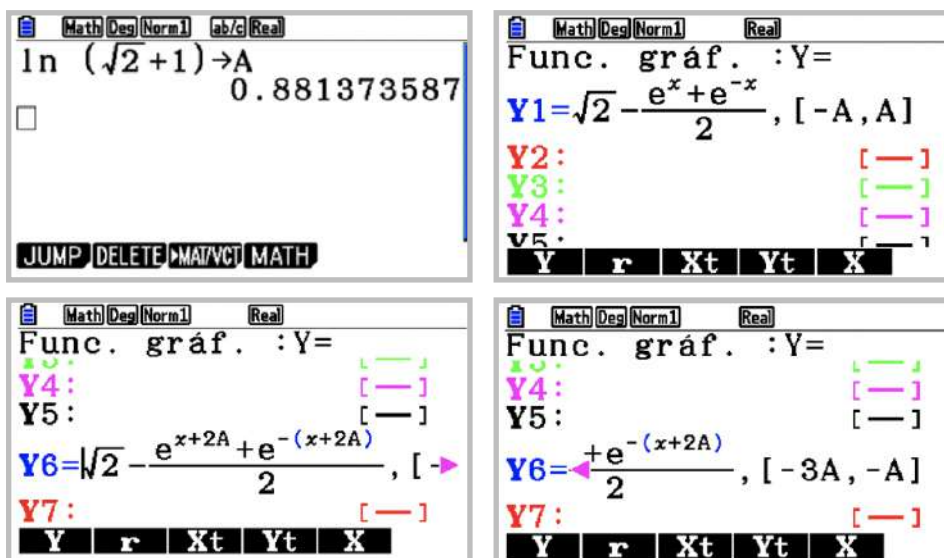 Math Deg Norm1 ab/c Real
ln (√2+1)→A
0.881373587
JUMP DELETE ▶MAT/VCT MATH
Math Deg Norm1 Real
Func. gráf. :Y=
Y1=√2-(e^x+e^-x)/2, [-A,A]
Y2: [—]
Y3: [—]
Y4: [—]
Y5: [—]
Y r Xt Yt X
Math Deg Norm1 Real
Func. gráf. :Y=
Y3: [—]
Y4: [—]
Y5: [—]
Y6=√2-(e^x+2A+e^-(x+2A))/2, [-▶
Y7: [—]
Y r Xt Yt X
Math Deg Norm1 Real
Func. gráf. :Y=
Y3: [—]
Y4: [—]
Y5: [—]
Y6=◀+e^-(x+2A)/2, [-3A,-A]
Y7: [—]
Y r Xt Yt X